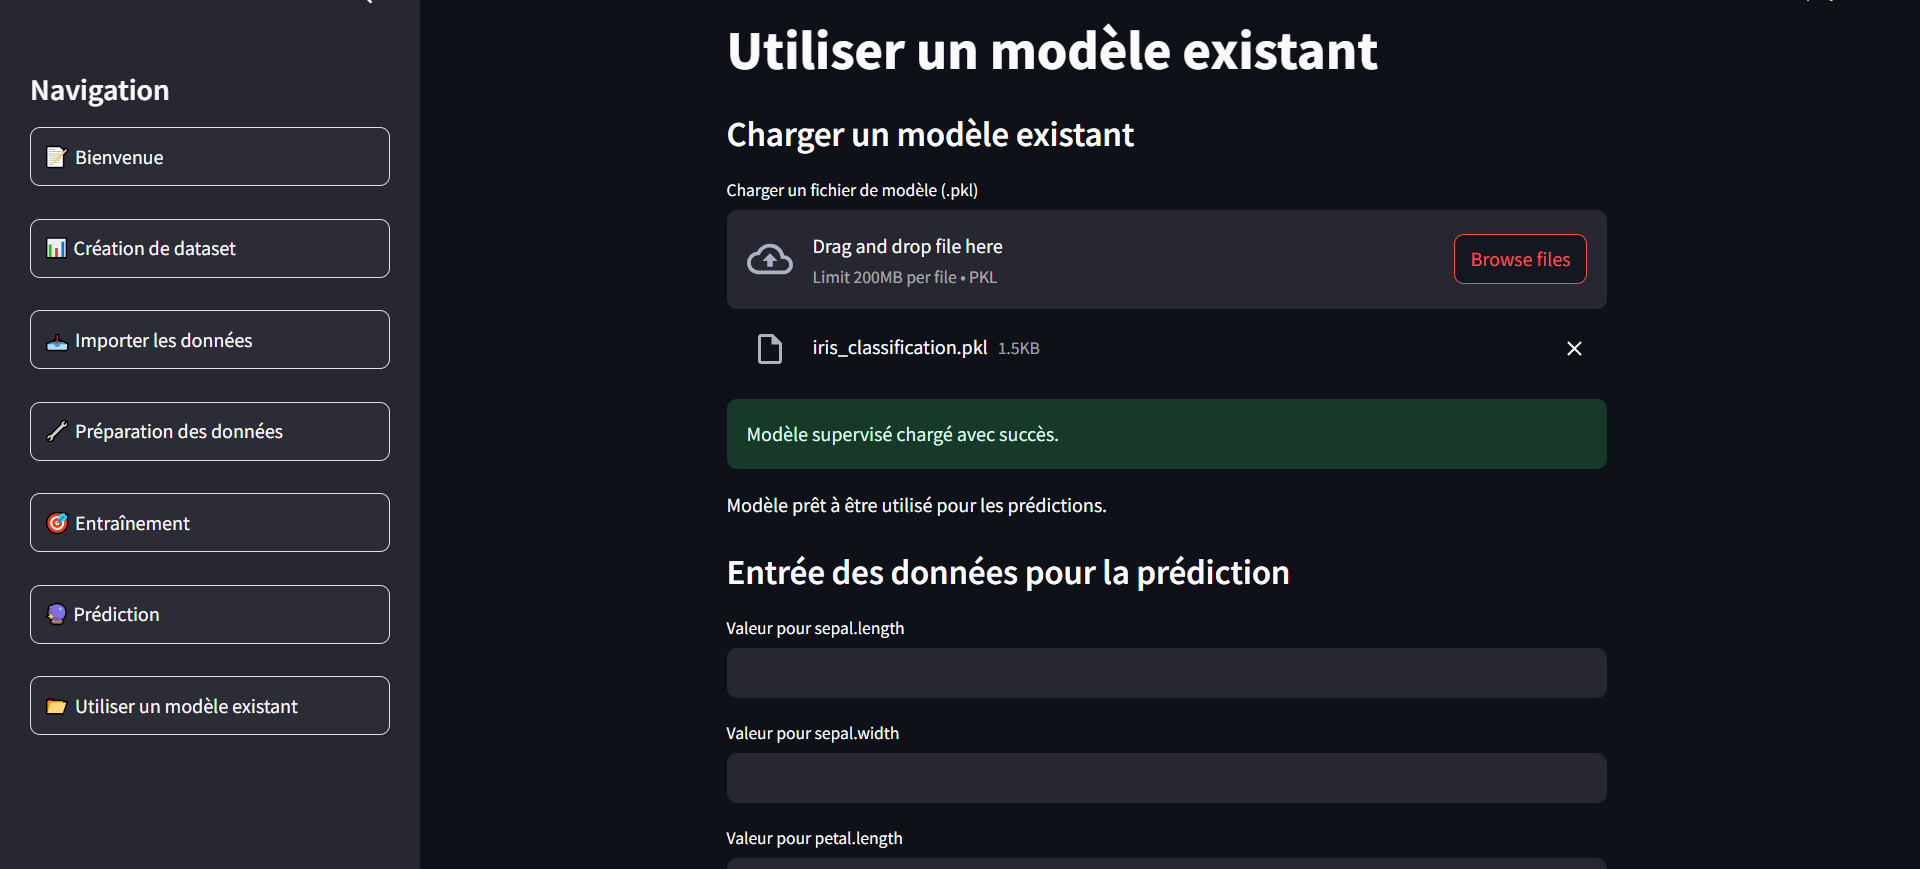 Navigation
Bienvenue
Création de dataset
Importer les données
Préparation des données
Entraînement
Prédiction
Utiliser un modèle existant
Utiliser un modèle existant
Charger un modèle existant
Charger un fichier de modèle (.pkl)
Drag and drop file here
Limit 200MB per file • PKL
Browse files
iris_classification.pkl 1.5KB
Modèle supervisé chargé avec succès.
Modèle prêt à être utilisé pour les prédictions.
Entrée des données pour la prédiction
Valeur pour sepal.length
Valeur pour sepal.width
Valeur pour petal.length